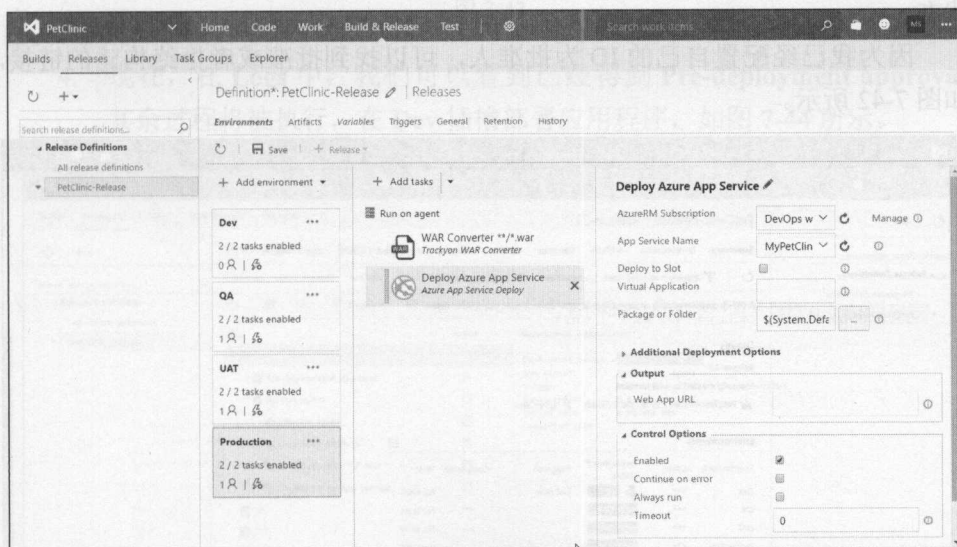 PetClinic Home Code Work Build & Release Test Search work items MS ...
Builds Releases Library Task Groups Explorer
Definition*: PetClinic-Release | Releases
Search release definitions...
Release Definitions
All release definitions
PetClinic-Release
Environments Artifacts Variables Triggers General Retention History
Save + Release
+ Add environment
Dev ...
2 / 2 tasks enabled
0
QA ...
2 / 2 tasks enabled
1
UAT ...
2 / 2 tasks enabled
1
Production ...
2 / 2 tasks enabled
1
+ Add tasks
Run on agent
WAR
WAR Converter **/*.war
Trackyon WAR Converter
Deploy Azure App Service
Azure App Service Deploy
Deploy Azure App Service
AzureRM Subscription DevOps w Manage
App Service Name MyPetClin
Deploy to Slot
Virtual Application
Package or Folder $(System.Defa ...
Additional Deployment Options
Output
Web App URL
Control Options
Enabled
Continue on error
Always run
Timeout 0